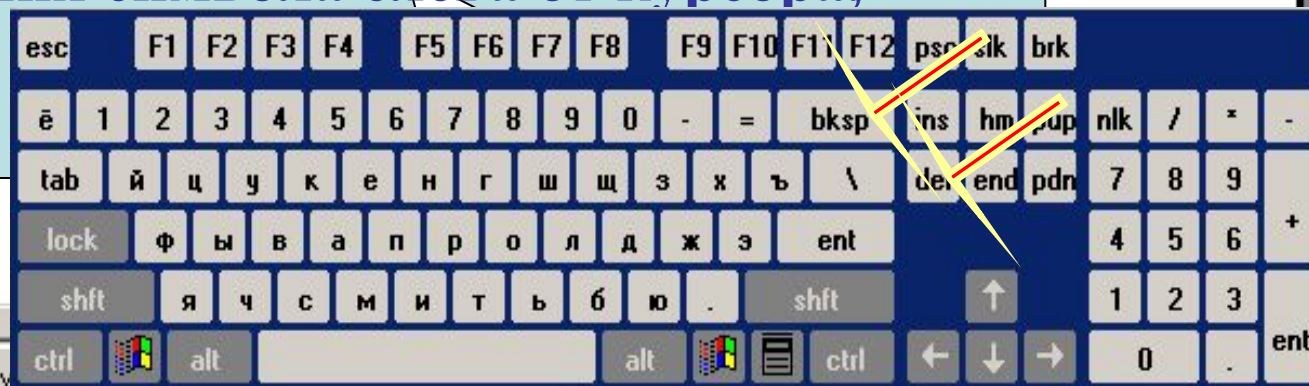 esc F1 F2 F3 F4 F5 F6 F7 F8 F9 F10 F11 F12 psc slk brk
ё 1 2 3 4 5 6 7 8 9 0 - = bksp ins hm pup nlk / * -
tab й ц у к е н г ш щ з х ъ \ del end pdn 7 8 9 +
lock ф ы в а п р о л д ж э ent 4 5 6
shft я ч с м и т ь б ю . shft ↑ 1 2 3 ent
ctrl alt alt ctrl ← ↓ → 0 .